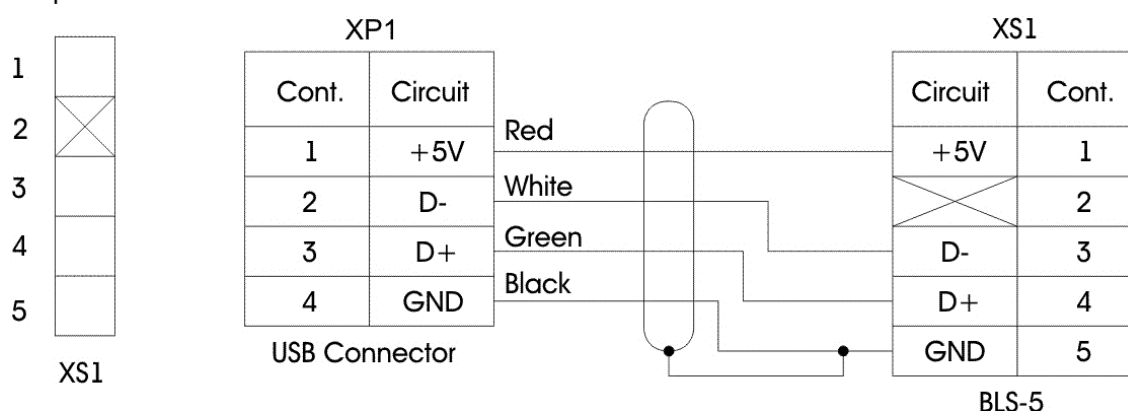 XP1
XS1
1
2
3
4
5
XS1
Cont. Circuit
1 +5V
2 D-
3 D+
4 GND
USB Connector
Red
White
Green
Black
Circuit Cont.
+5V 1
2
D- 3
D+ 4
GND 5
BLS-5